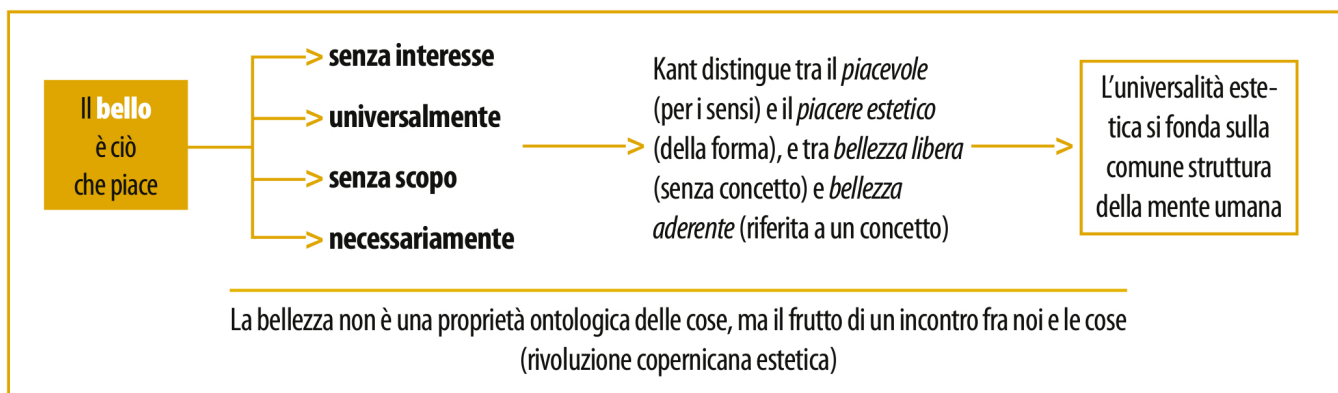 Il bello
è ciò
che piace
> senza interesse
> universalmente
> senza scopo
> necessariamente
Kant distingue tra il piacevole
(per i sensi) e il piacere estetico
(della forma), e tra bellezza libera
(senza concetto) e bellezza
aderente (riferita a un concetto)
L’universalità este-
tica si fonda sulla
comune struttura
della mente umana
La bellezza non è una proprietà ontologica delle cose, ma il frutto di un incontro fra noi e le cose
(rivoluzione copernicana estetica)